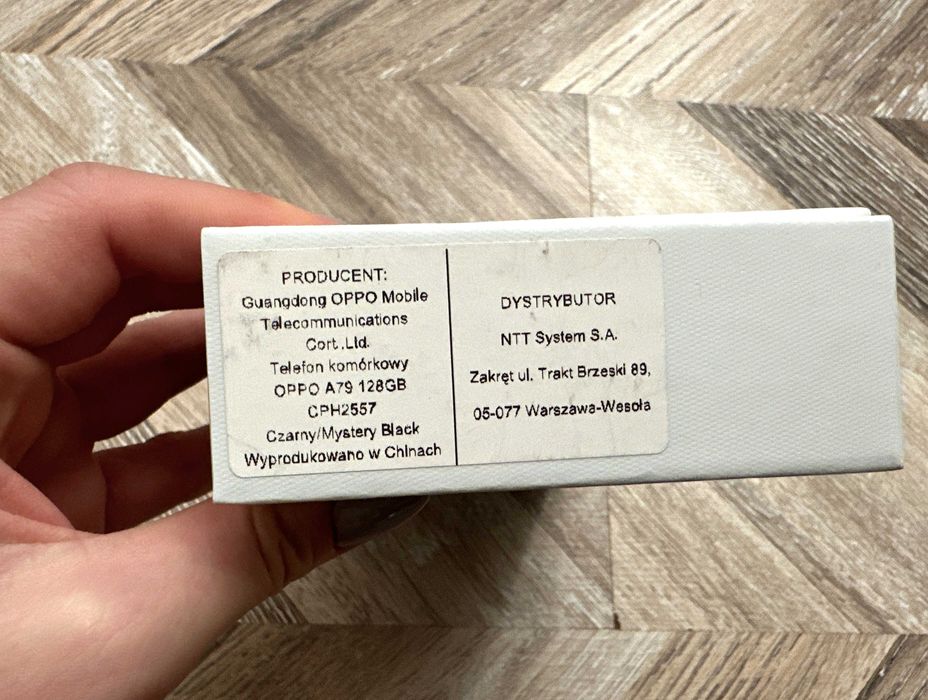 PRODUCENT:
Guangdong OPPO Mobile
Telecommunications
Cort.,Ltd.
Telefon komórkowy
OPPO A79 128GB
CPH2557
Czarny/Mystery Black
Wyprodukowano w Chinach
DYSTRYBUTOR
NTT System S.A.
Zakręt ul. Trakt Brzeski 89,
05-077 Warszawa-Wesoła